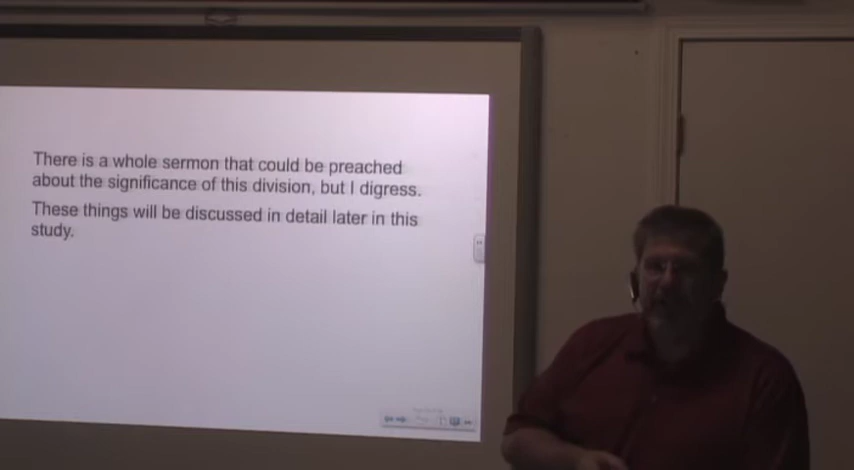 There is a whole sermon that could be preached
about the significance of this division, but I digress.
These things will be discussed in detail later in this
study.